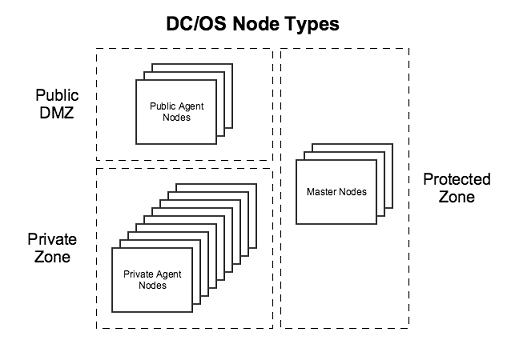 DC/OS Node Types
Public
DMZ
Public Agent
Nodes
Master Nodes
Protected
Zone
Private
Zone
Private Agent
Nodes